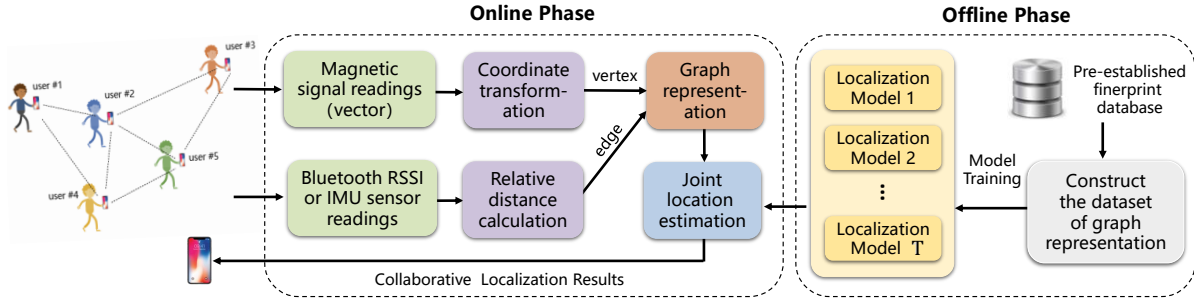 Online Phase
Offline Phase
user #3
user #1
user #2
user #5
user #4
Magnetic
signal readings
(vector)
Coordinate
transform-
ation
vertex
Graph
represent-
ation
edge
Bluetooth RSSI
or IMU sensor
readings
Relative
distance
calculation
Joint
location
estimation
Collaborative Localization Results
Localization
Model 1
Localization
Model 2
Localization
Model T
Model
Training
Pre-established
finerprint
database
Construct
the dataset
of graph
representation